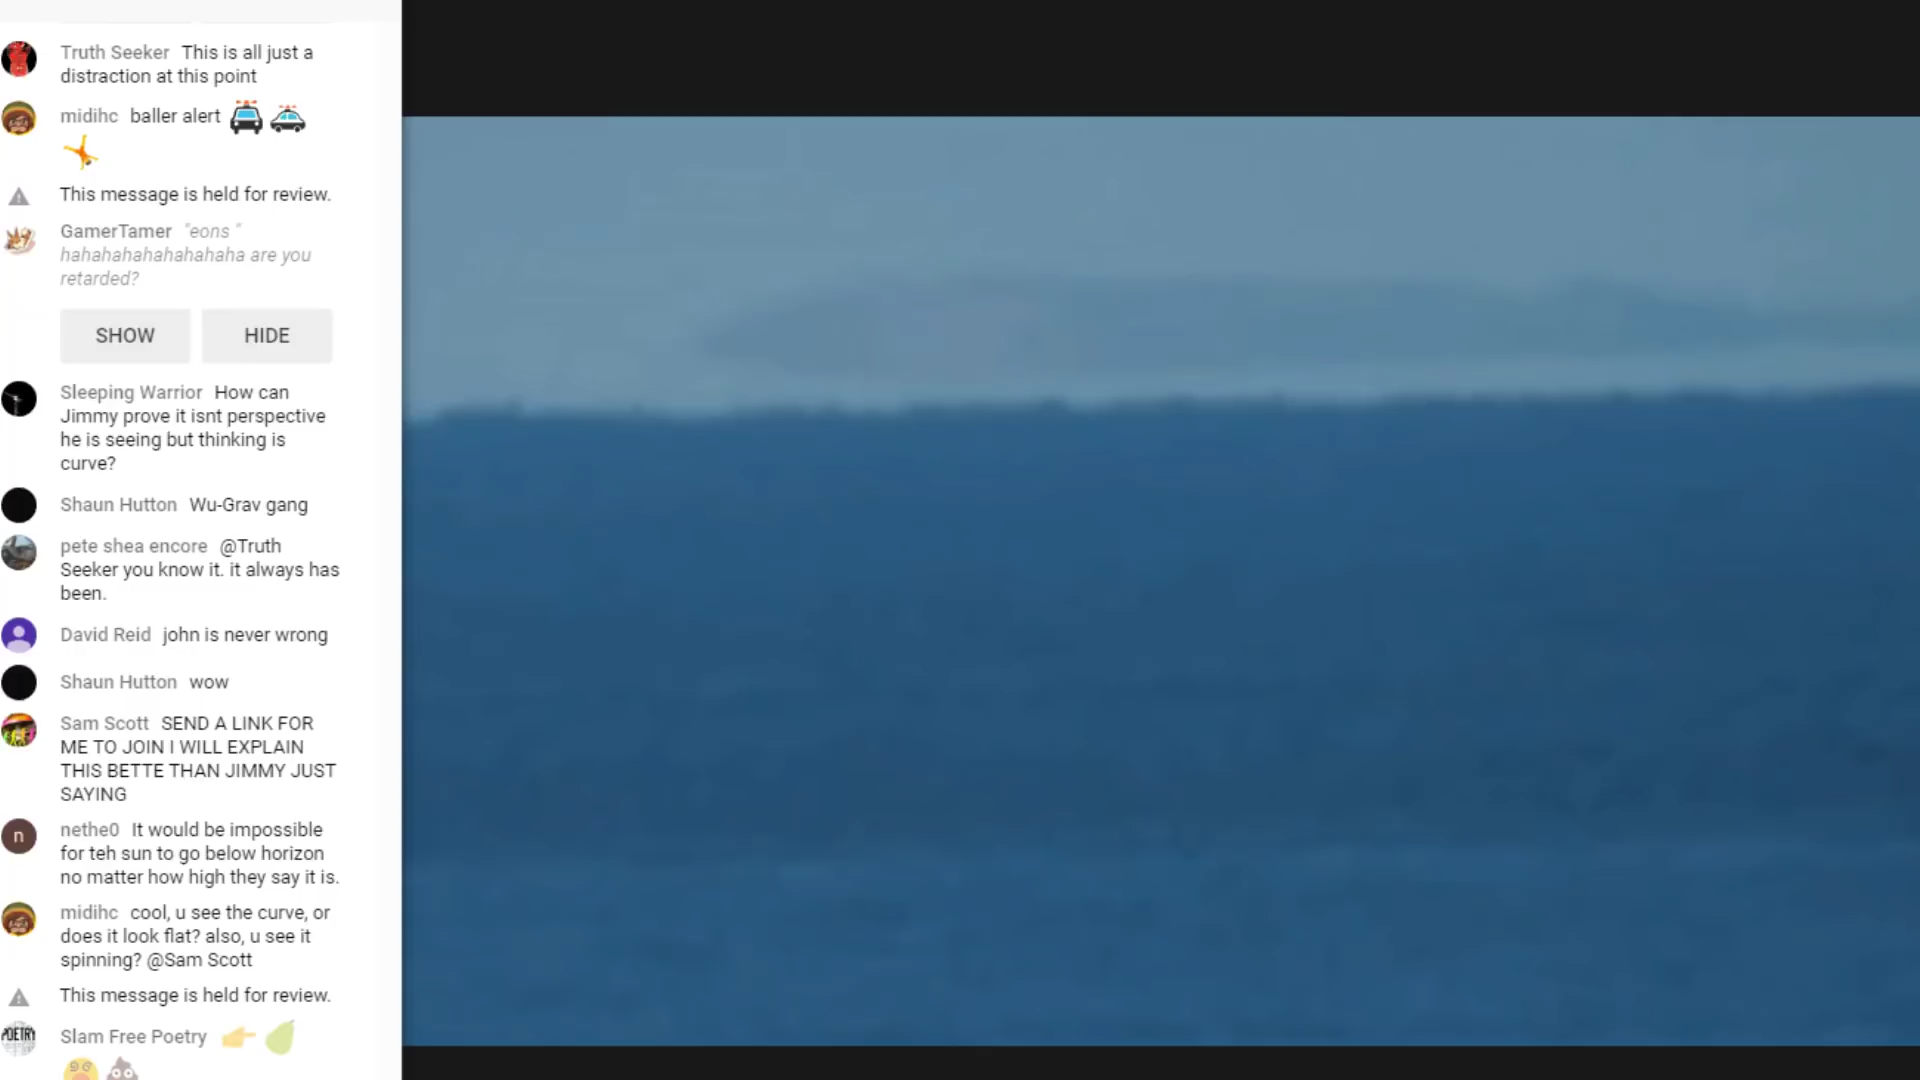 Truth Seeker This is all just a
distraction at this point
midihc baller alert
This message is held for review.
GamerTamer "eons "
hahahahahahahahaha are you
retarded?
SHOW HIDE
Sleeping Warrior How can
Jimmy prove it isnt perspective
he is seeing but thinking is
curve?
Shaun Hutton Wu-Grav gang
pete shea encore @Truth
Seeker you know it. it always has
been.
David Reid john is never wrong
Shaun Hutton wow
Sam Scott SEND A LINK FOR
ME TO JOIN I WILL EXPLAIN
THIS BETTE THAN JIMMY JUST
SAYING
n
nethe0 It would be impossible
for teh sun to go below horizon
no matter how high they say it is.
midihc cool, u see the curve, or
does it look flat? also, u see it
spinning? @Sam Scott
This message is held for review.
POETRY
Slam Free Poetry